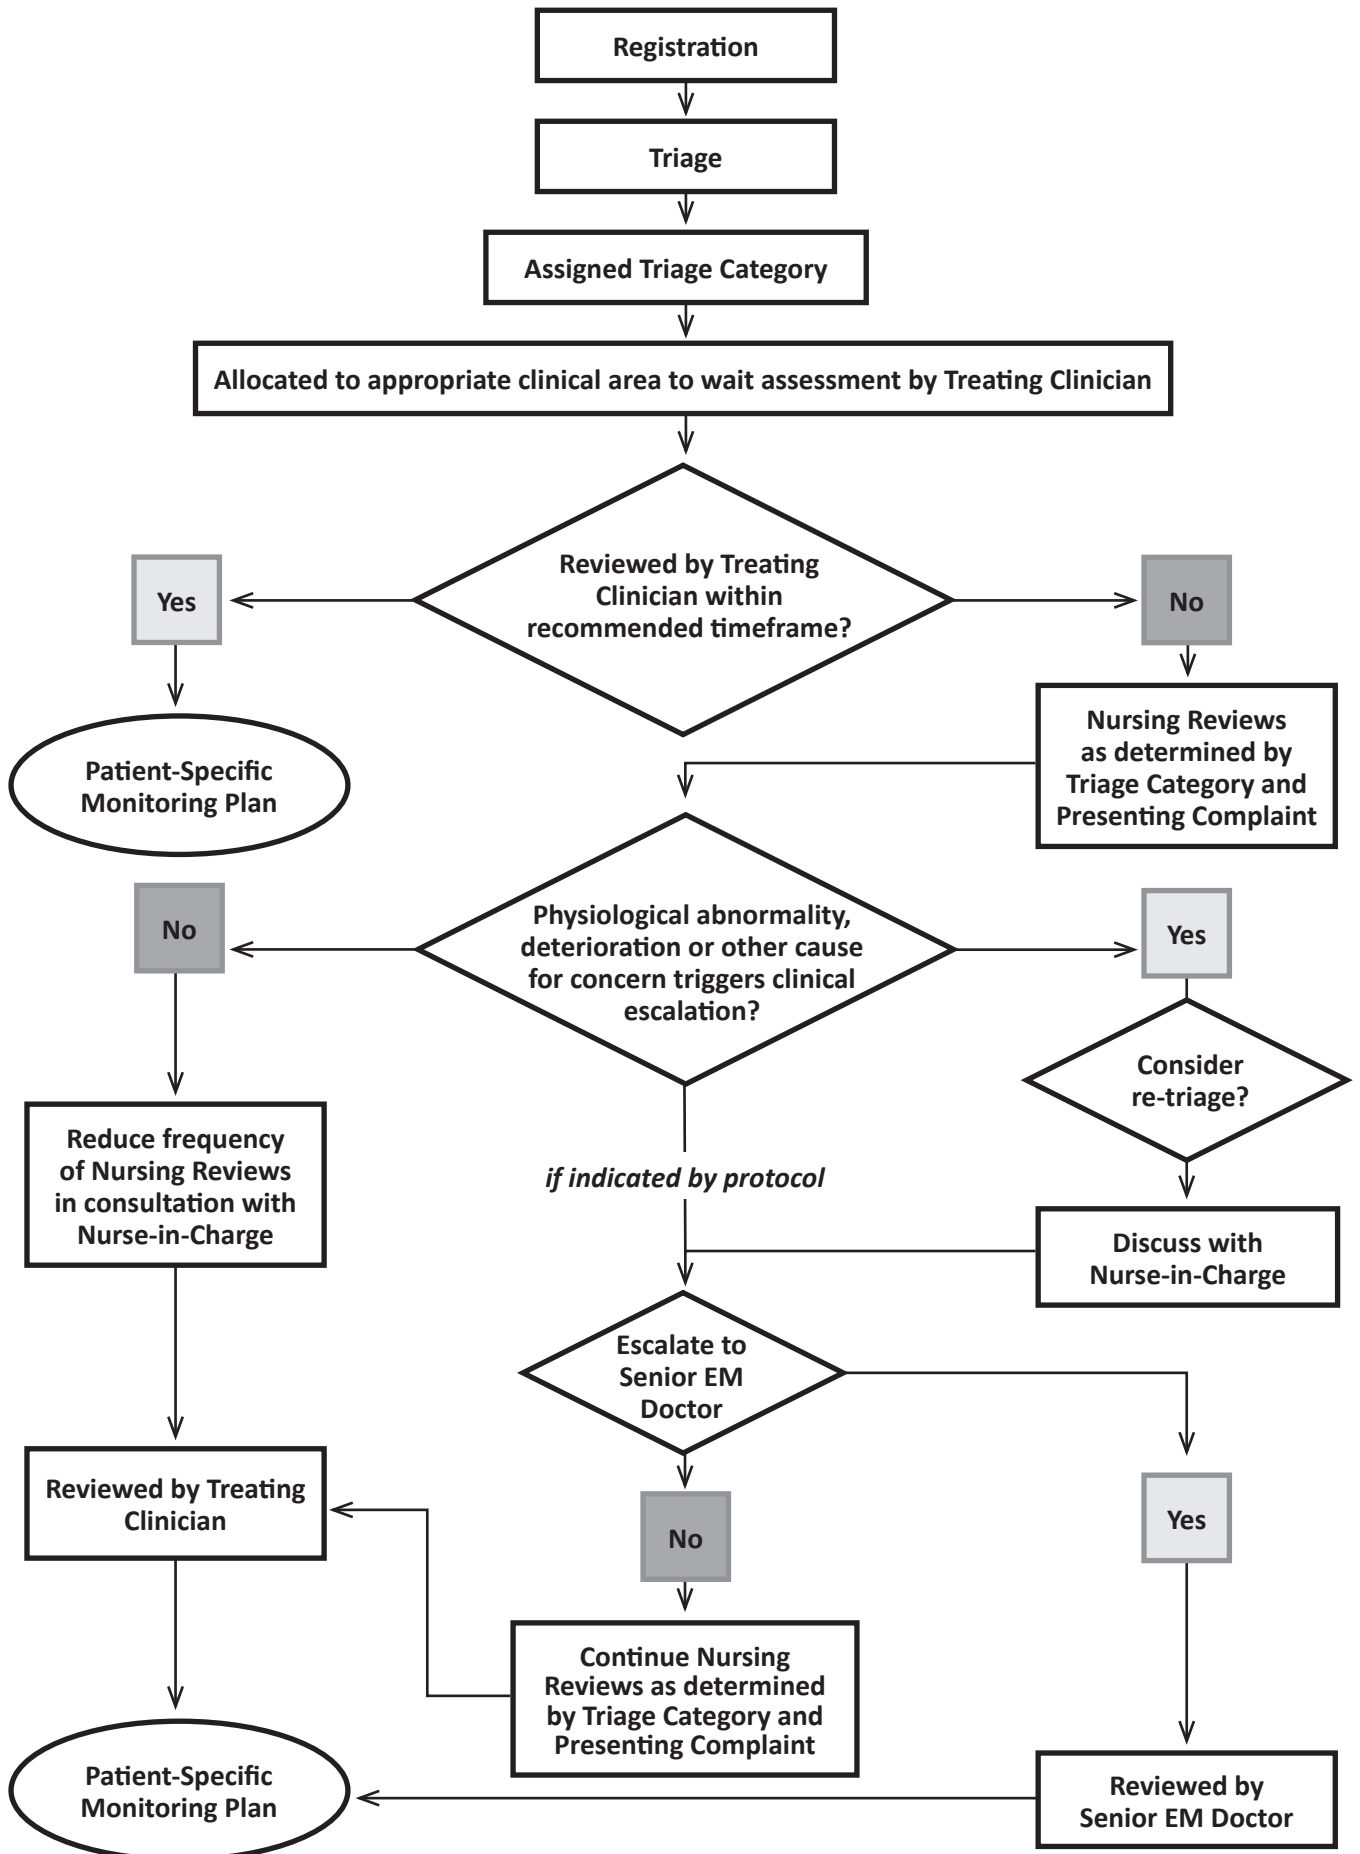 Registration
Triage
Assigned Triage Category
Allocated to appropriate clinical area to wait assessment by Treating Clinician
Reviewed by Treating
Clinician within
recommended timeframe?
Yes
No
Patient-Specific
Monitoring Plan
Nursing Reviews
as determined by
Triage Category and
Presenting Complaint
Physiological abnormality,
deterioration or other cause
for concern triggers clinical
escalation?
No
Yes
Consider
re-triage?
Reduce frequency
of Nursing Reviews
in consultation with
Nurse-in-Charge
if indicated by protocol
Discuss with
Nurse-in-Charge
Escalate to
Senior EM
Doctor
Reviewed by Treating
Clinician
No
Yes
Continue Nursing
Reviews as determined
by Triage Category and
Presenting Complaint
Patient-Specific
Monitoring Plan
Reviewed by
Senior EM Doctor